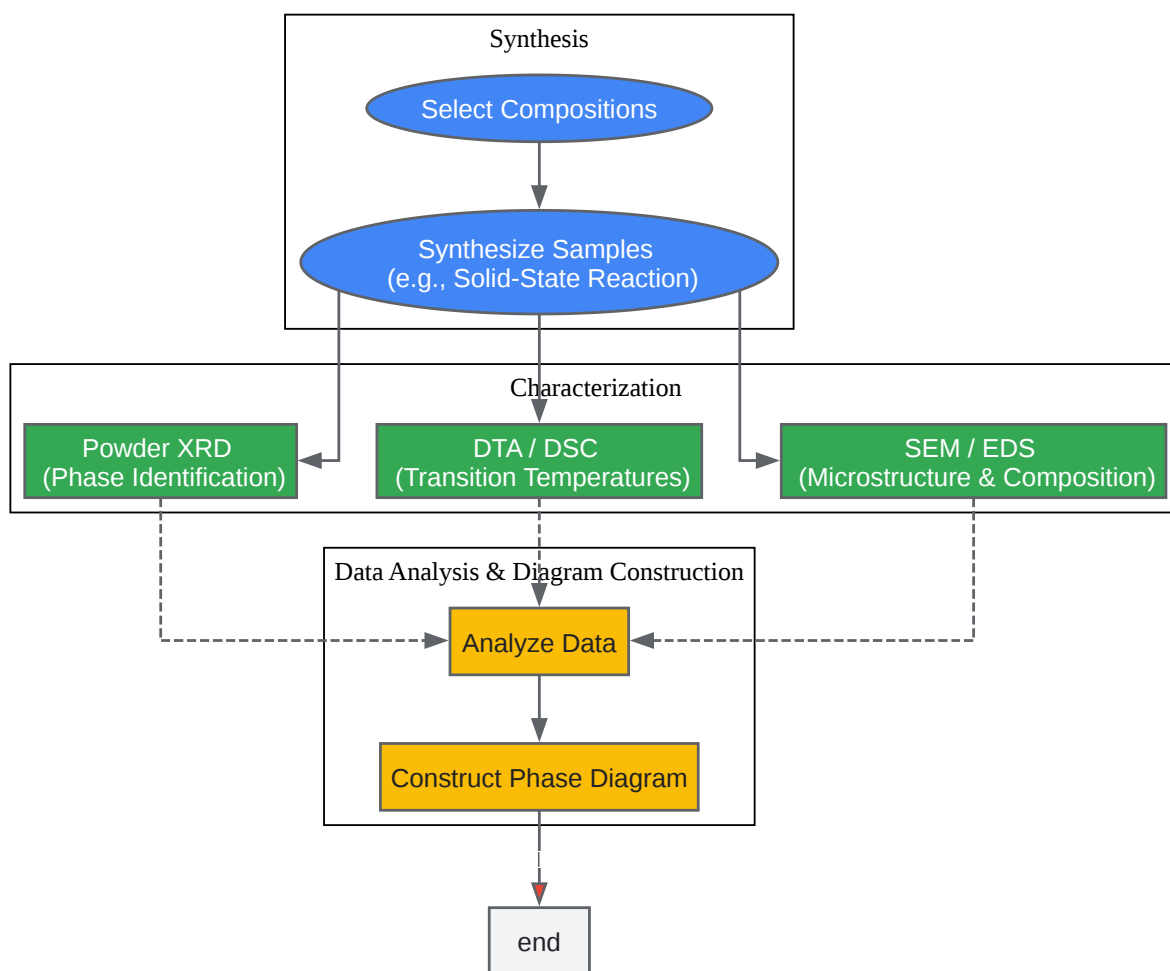 Synthesis
Select Compositions
Synthesize Samples
(e.g., Solid-State Reaction)
Characterization
Powder XRD
(Phase Identification)
DTA / DSC
(Transition Temperatures)
SEM / EDS
(Microstructure & Composition)
Data Analysis & Diagram Construction
Analyze Data
Construct Phase Diagram
end